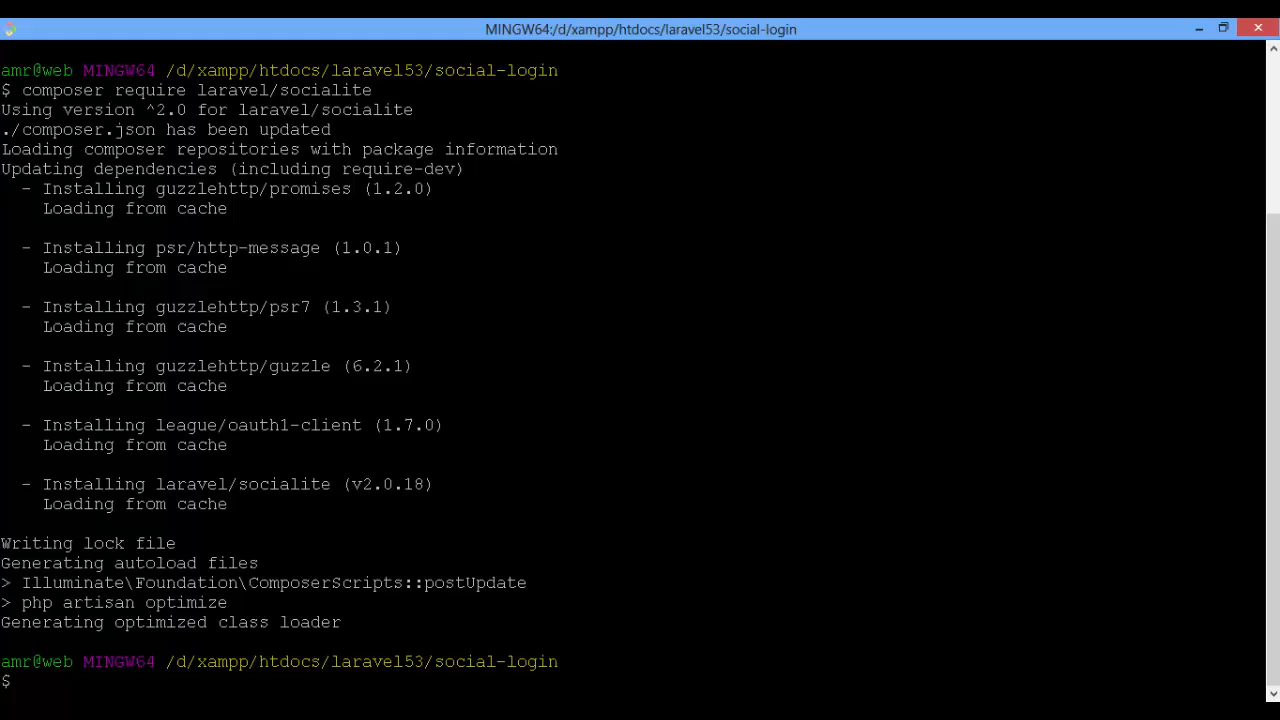 MINGW64:/d/xampp/htdocs/laravel53/social-login
amr@web MINGW64 /d/xampp/htdocs/laravel53/social-login
$ composer require laravel/socialite
Using version ^2.0 for laravel/socialite
./composer.json has been updated
Loading composer repositories with package information
Updating dependencies (including require-dev)
  - Installing guzzlehttp/promises (1.2.0)
    Loading from cache
  - Installing psr/http-message (1.0.1)
    Loading from cache
  - Installing guzzlehttp/psr7 (1.3.1)
    Loading from cache
  - Installing guzzlehttp/guzzle (6.2.1)
    Loading from cache
  - Installing league/oauth1-client (1.7.0)
    Loading from cache
  - Installing laravel/socialite (v2.0.18)
    Loading from cache
Writing lock file
Generating autoload files
> Illuminate\Foundation\ComposerScripts::postUpdate
> php artisan optimize
Generating optimized class loader
amr@web MINGW64 /d/xampp/htdocs/laravel53/social-login
$